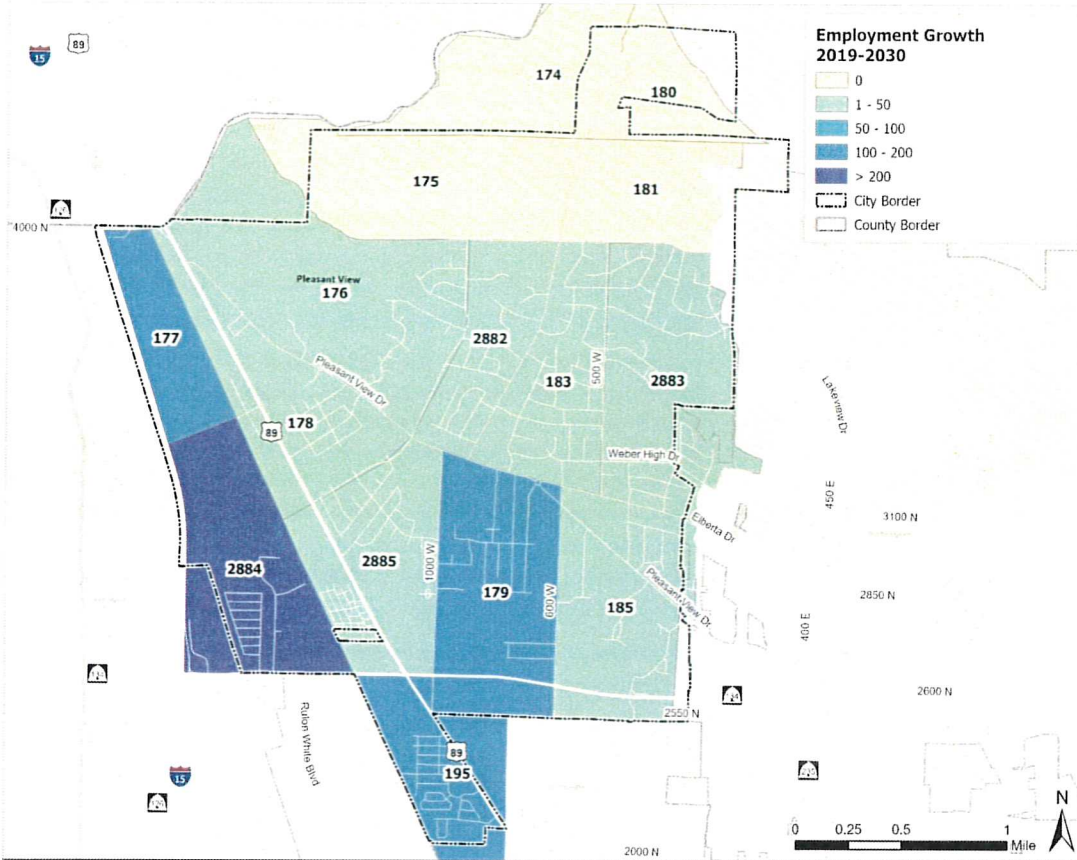 Employment Growth
2019-2030
0
1 - 50
50 - 100
100 - 200
> 200
City Border
County Border
15
89
174
180
175
181
4000 N
Pleasant View
176
177
2882
183
500 W
2883
Pleasant View Dr
178
89
Lakeview Dr
Weber High Dr
450 E
3100 N
Elberta Dr
2884
2885
1000 W
179
600 W
185
Pleasant View Dr
2850 N
400 E
2600 N
2550 N
Rulon White Blvd
89
195
15
2000 N
N
0 0.25 0.5 1
Mile